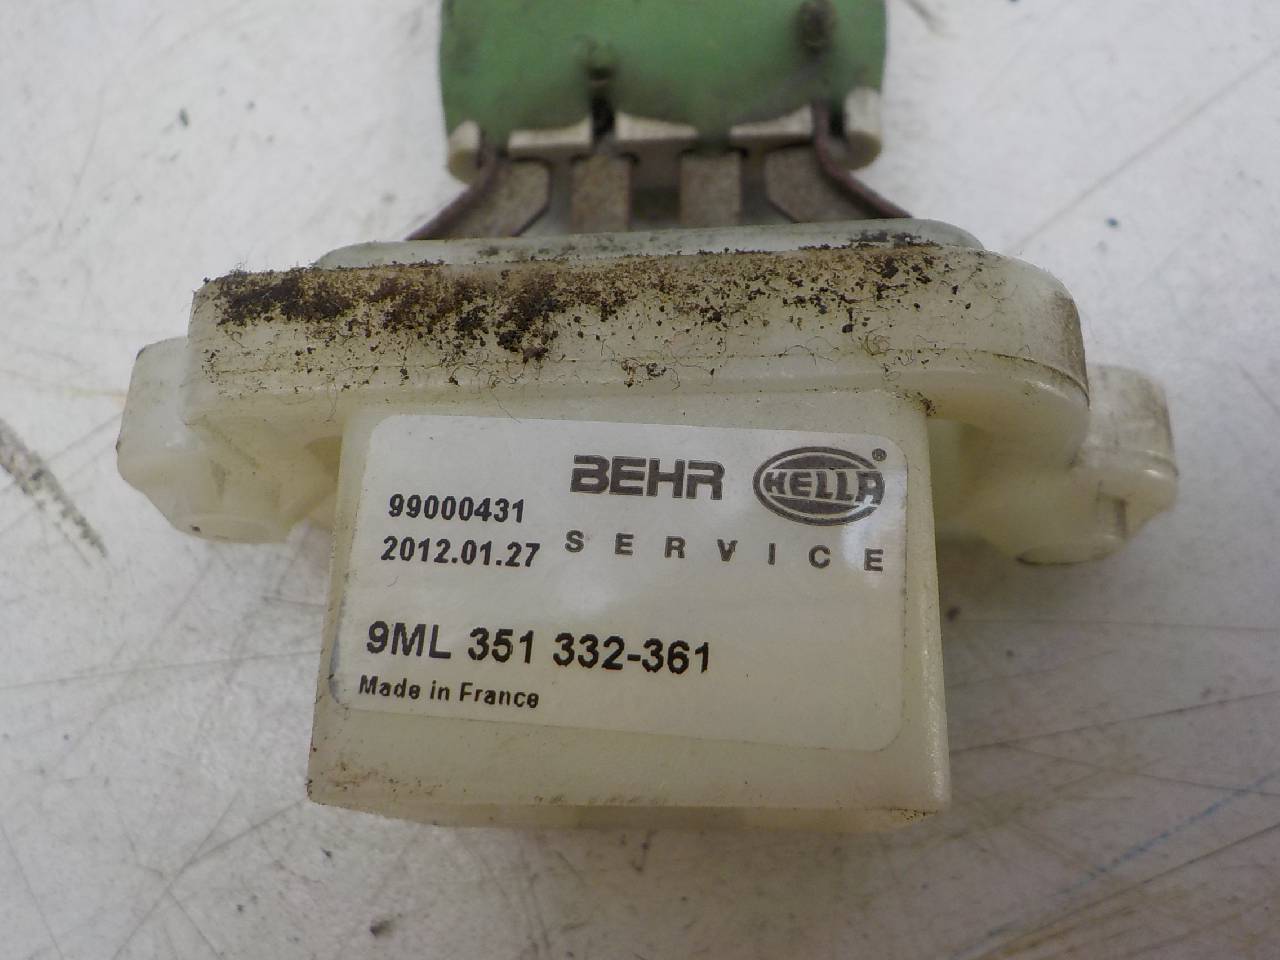 BEHR HELLA®
SERVICE
99000431
2012.01.27
9ML 351 332-361
Made in France